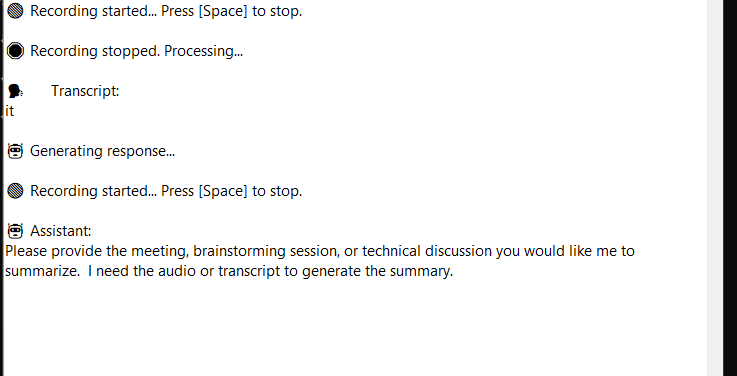 Recording started... Press [Space] to stop.
Recording stopped. Processing...
Transcript:
it
Generating response...
Recording started... Press [Space] to stop.
Assistant:
Please provide the meeting, brainstorming session, or technical discussion you would like me to
summarize.  I need the audio or transcript to generate the summary.